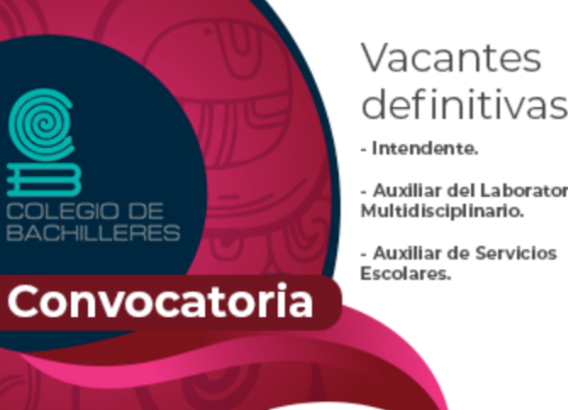 Vacantes
definitivas
- Intendente.
- Auxiliar del Laborator
Multidisciplinario.
- Auxiliar de Servicios
Escolares.
COLEGIO DE
BACHILLERES
Convocatoria